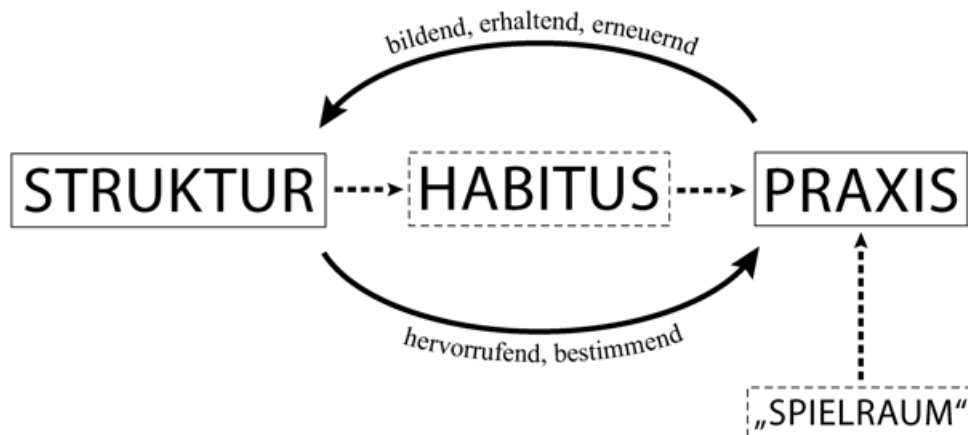 bildend, erhaltend, erneuernd
STRUKTUR HABITUS PRAXIS
hervorrufend, bestimmend
„SPIELRAUM“